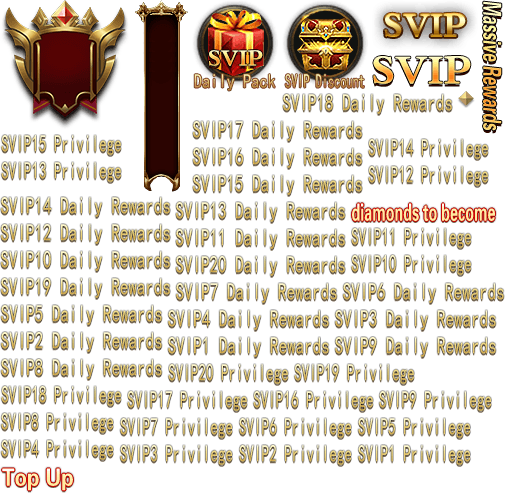 SVIP
SVIP
SVIP
Massive Rewards
Daily Pack
SVIP Discount
SVIP18 Daily Rewards
SVIP17 Daily Rewards
SVIP15 Privilege
SVIP16 Daily Rewards
SVIP14 Privilege
SVIP13 Privilege
SVIP15 Daily Rewards
SVIP12 Privilege
SVIP14 Daily Rewards
SVIP13 Daily Rewards
diamonds to become
SVIP12 Daily Rewards
SVIP11 Daily Rewards
SVIP11 Privilege
SVIP10 Daily Rewards
SVIP20 Daily Rewards
SVIP10 Privilege
SVIP19 Daily Rewards
SVIP7 Daily Rewards
SVIP6 Daily Rewards
SVIP5 Daily Rewards
SVIP4 Daily Rewards
SVIP3 Daily Rewards
SVIP2 Daily Rewards
SVIP1 Daily Rewards
SVIP9 Daily Rewards
SVIP8 Daily Rewards
SVIP20 Privilege
SVIP19 Privilege
SVIP18 Privilege
SVIP17 Privilege
SVIP16 Privilege
SVIP9 Privilege
SVIP8 Privilege
SVIP7 Privilege
SVIP6 Privilege
SVIP5 Privilege
SVIP4 Privilege
SVIP3 Privilege
SVIP2 Privilege
SVIP1 Privilege
Top Up